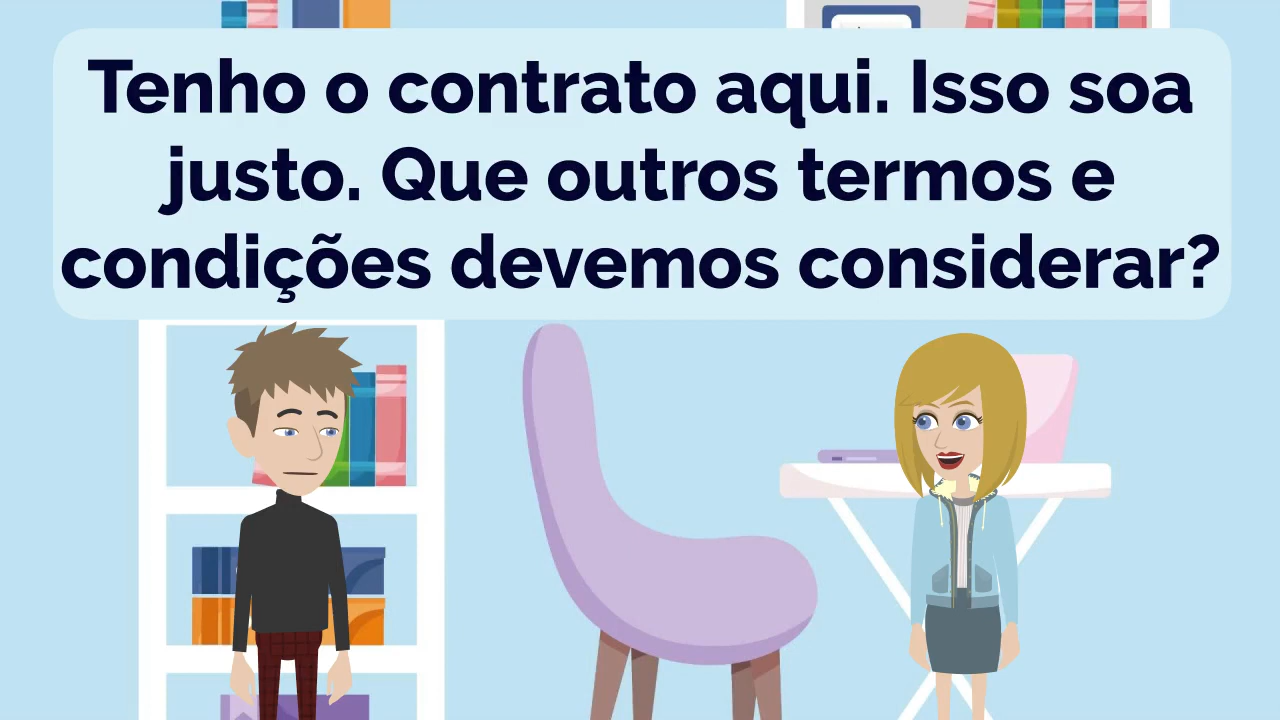 Tenho o contrato aqui. Isso soa
justo. Que outros termos e
condições devemos considerar?